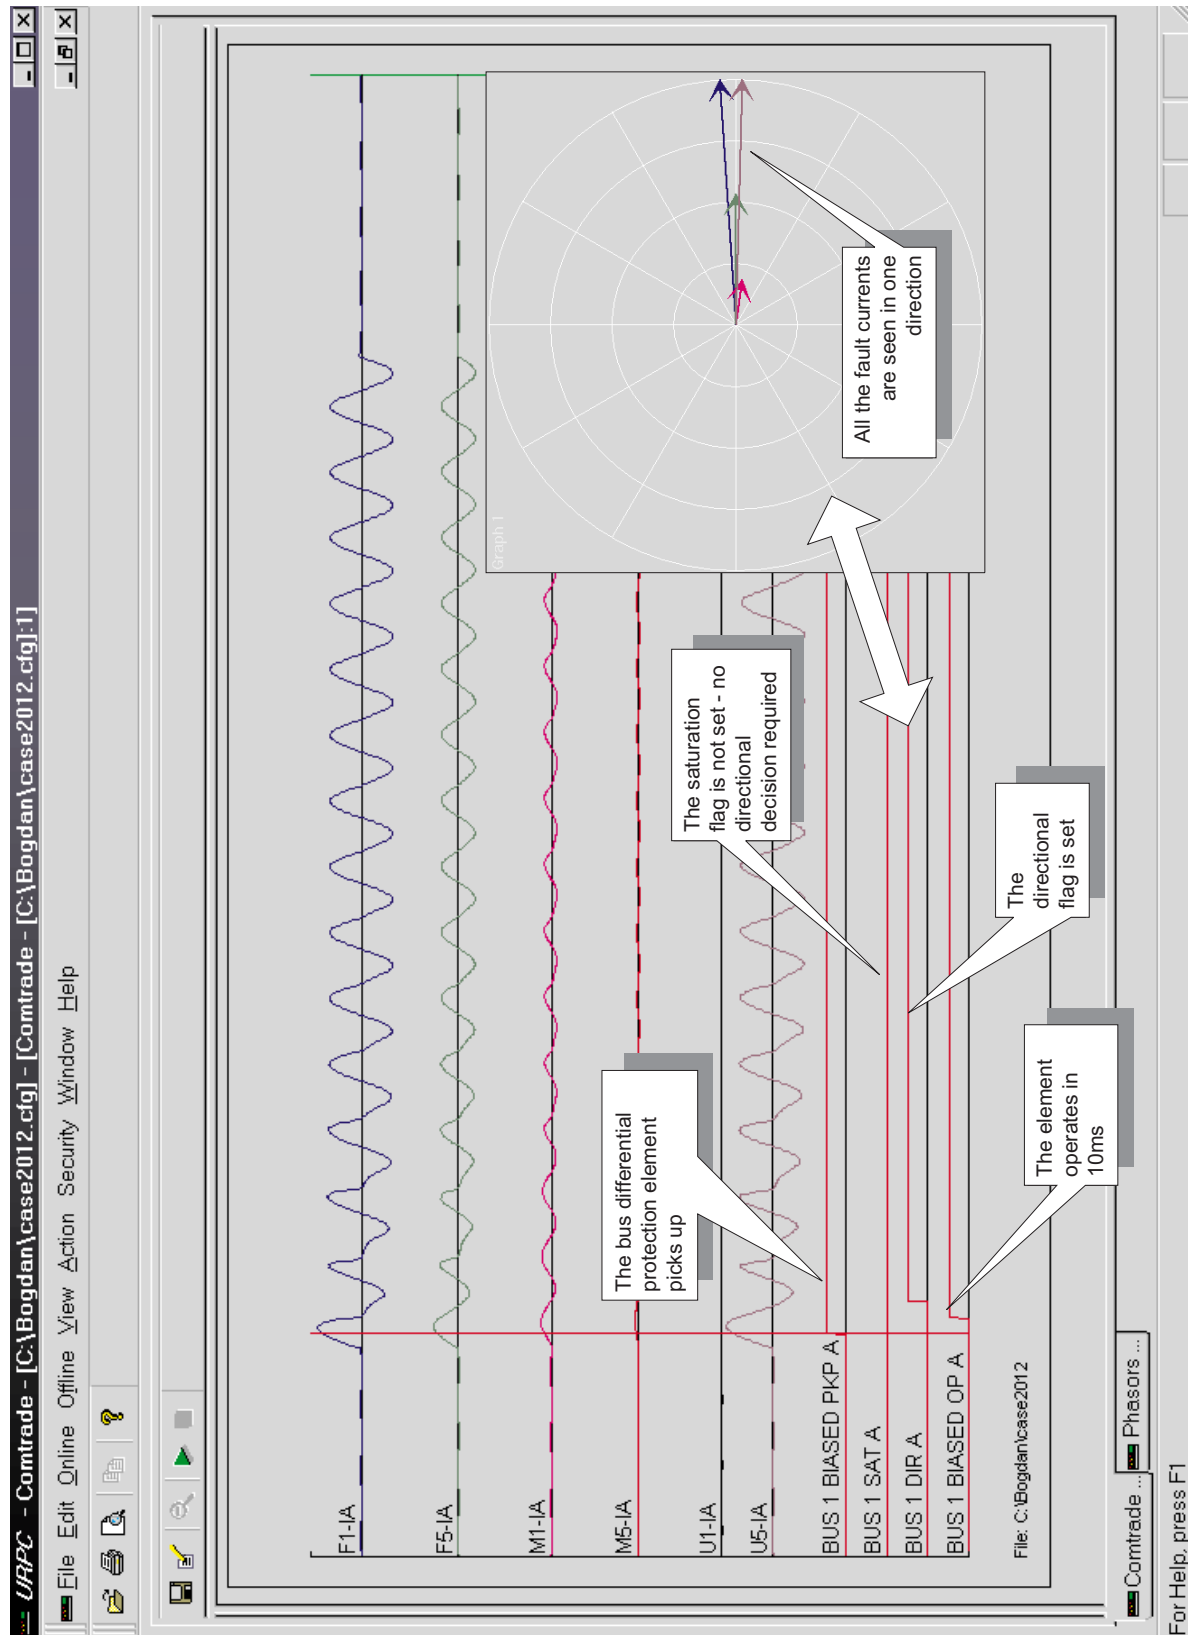 URPC - Comtrade - [C:\Bogdan\case2012.cfg] - [Comtrade - [C:\Bogdan\case2012.cfg]:1]
File Edit Online Offline View Action Security Window Help
F1-IA
F5-IA
M1-IA
M5-IA
U1-IA
U5-IA
BUS 1 BIASED PKP A
BUS 1 SAT A
BUS 1 DIR A
BUS 1 BIASED OP A
Graph 1
The bus differential
protection element
picks up
The saturation
flag is not set - no
directional
decision required
All the fault currents
are seen in one
direction
The
directional
flag is set
The element
operates in
10ms
File: C:\Bogdan\case2012
Comtrade ...
Phasors ...
For Help, press F1